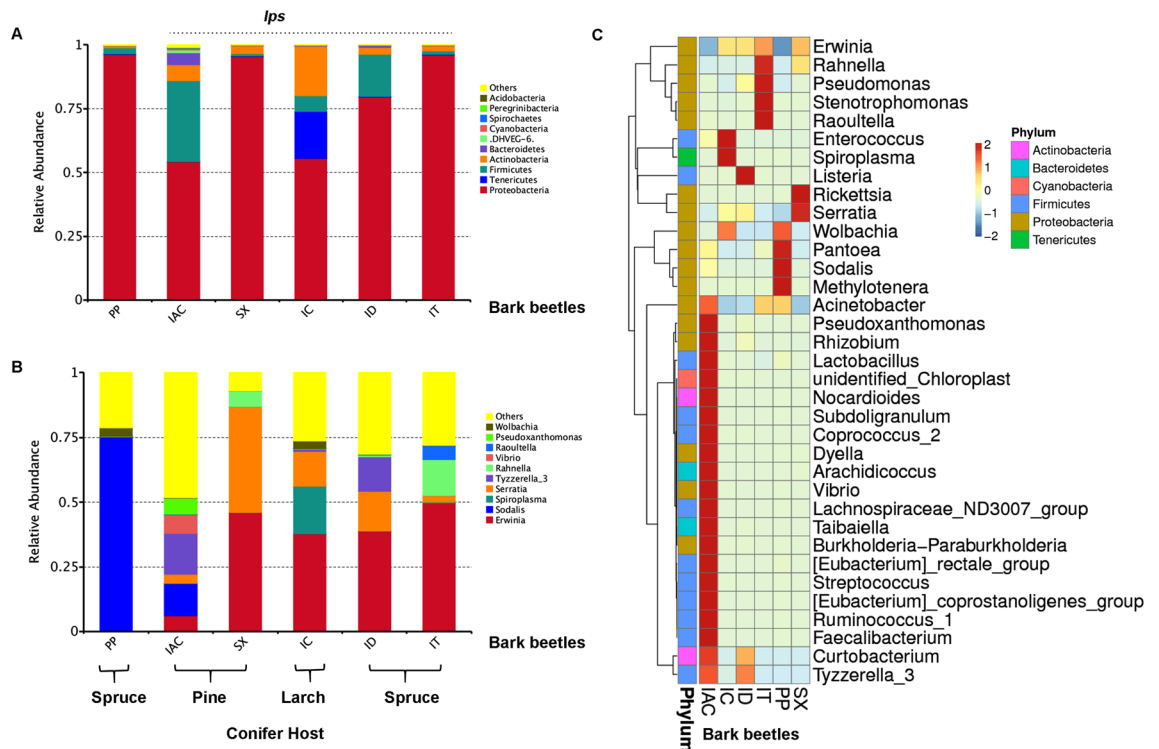 Ips
A
1
0.75
0.5
0.25
0
Relative Abundance
PP
IAC
SX
IC
ID
IT
Bark beetles
Others
Acidobacteria
Peregrinibacteria
Spirochaetes
Cyanobacteria
.DHVEG-6.
Bacteroidetes
Actinobacteria
Firmicutes
Tenericutes
Proteobacteria
B
1
0.75
0.5
0.25
0
Relative Abundance
PP
IAC
SX
IC
ID
IT
Bark beetles
Others
Wolbachia
Pseudoxanthomonas
Raoultella
Vibrio
Rahnella
Tyzzerella_3
Serratia
Spiroplasma
Sodalis
Erwinia
Spruce
Pine
Larch
Spruce
Conifer Host
C
Erwinia
Rahnella
Pseudomonas
Stenotrophomonas
Raoultella
Enterococcus
Spiroplasma
Listeria
Rickettsia
Serratia
Wolbachia
Pantoea
Sodalis
Methylotenera
Acinetobacter
Pseudoxanthomonas
Rhizobium
Lactobacillus
unidentified_Chloroplast
Nocardioides
Subdoligranulum
Coprococcus_2
Dyella
Arachidicoccus
Vibrio
Lachnospiraceae_ND3007_group
Taibaiella
Burkholderia−Paraburkholderia
[Eubacterium]_rectale_group
Streptococcus
[Eubacterium]_coprostanoligenes_group
Ruminococcus_1
Faecalibacterium
Curtobacterium
Tyzzerella_3
Phylum
IAC
IC
ID
IT
PP
SX
Bark beetles
2
1
0
−1
−2
Phylum
Actinobacteria
Bacteroidetes
Cyanobacteria
Firmicutes
Proteobacteria
Tenericutes